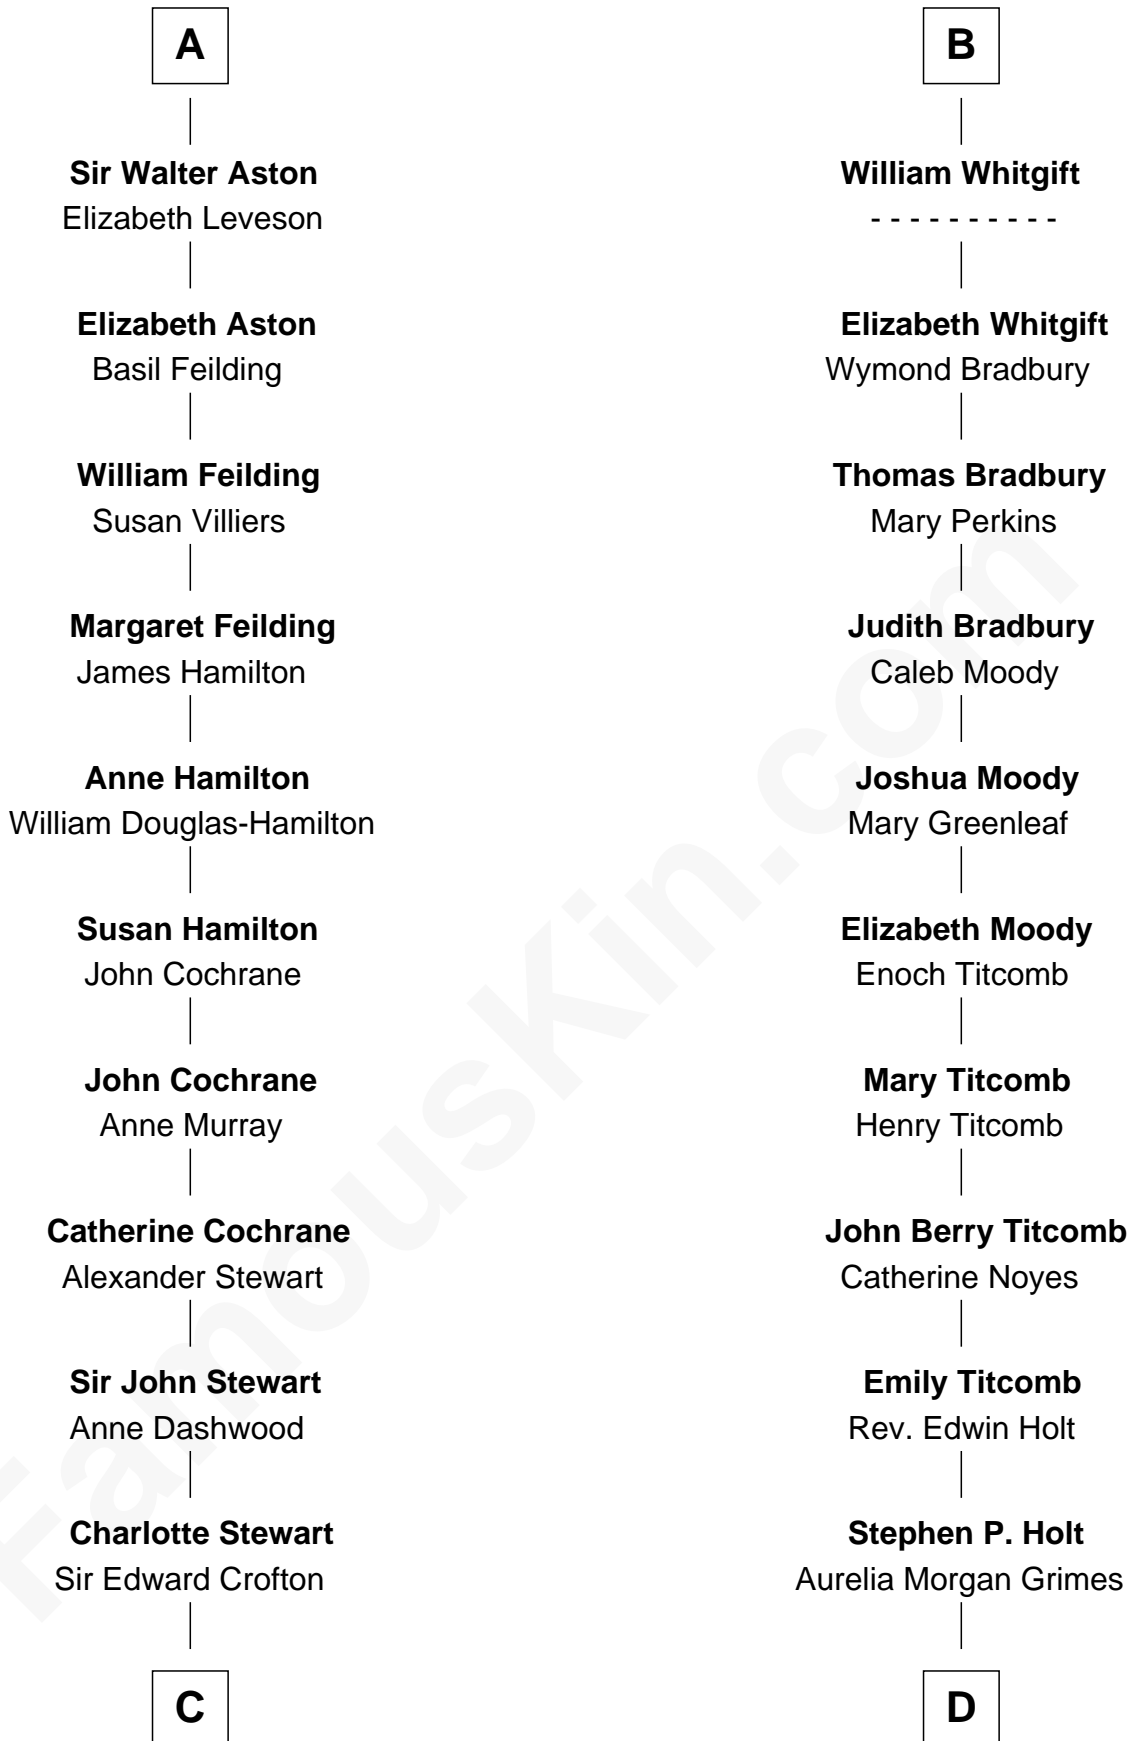 A
Sir Walter Aston
Elizabeth Leveson
Elizabeth Aston
Basil Feilding
William Feilding
Susan Villiers
Margaret Feilding
James Hamilton
Anne Hamilton
William Douglas-Hamilton
Susan Hamilton
John Cochrane
John Cochrane
Anne Murray
Catherine Cochrane
Alexander Stewart
Sir John Stewart
Anne Dashwood
Charlotte Stewart
Sir Edward Crofton
C
B
William Whitgift
- - - - - - - - - -
Elizabeth Whitgift
Wymond Bradbury
Thomas Bradbury
Mary Perkins
Judith Bradbury
Caleb Moody
Joshua Moody
Mary Greenleaf
Elizabeth Moody
Enoch Titcomb
Mary Titcomb
Henry Titcomb
John Berry Titcomb
Catherine Noyes
Emily Titcomb
Rev. Edwin Holt
Stephen P. Holt
Aurelia Morgan Grimes
D
FamousKin.com